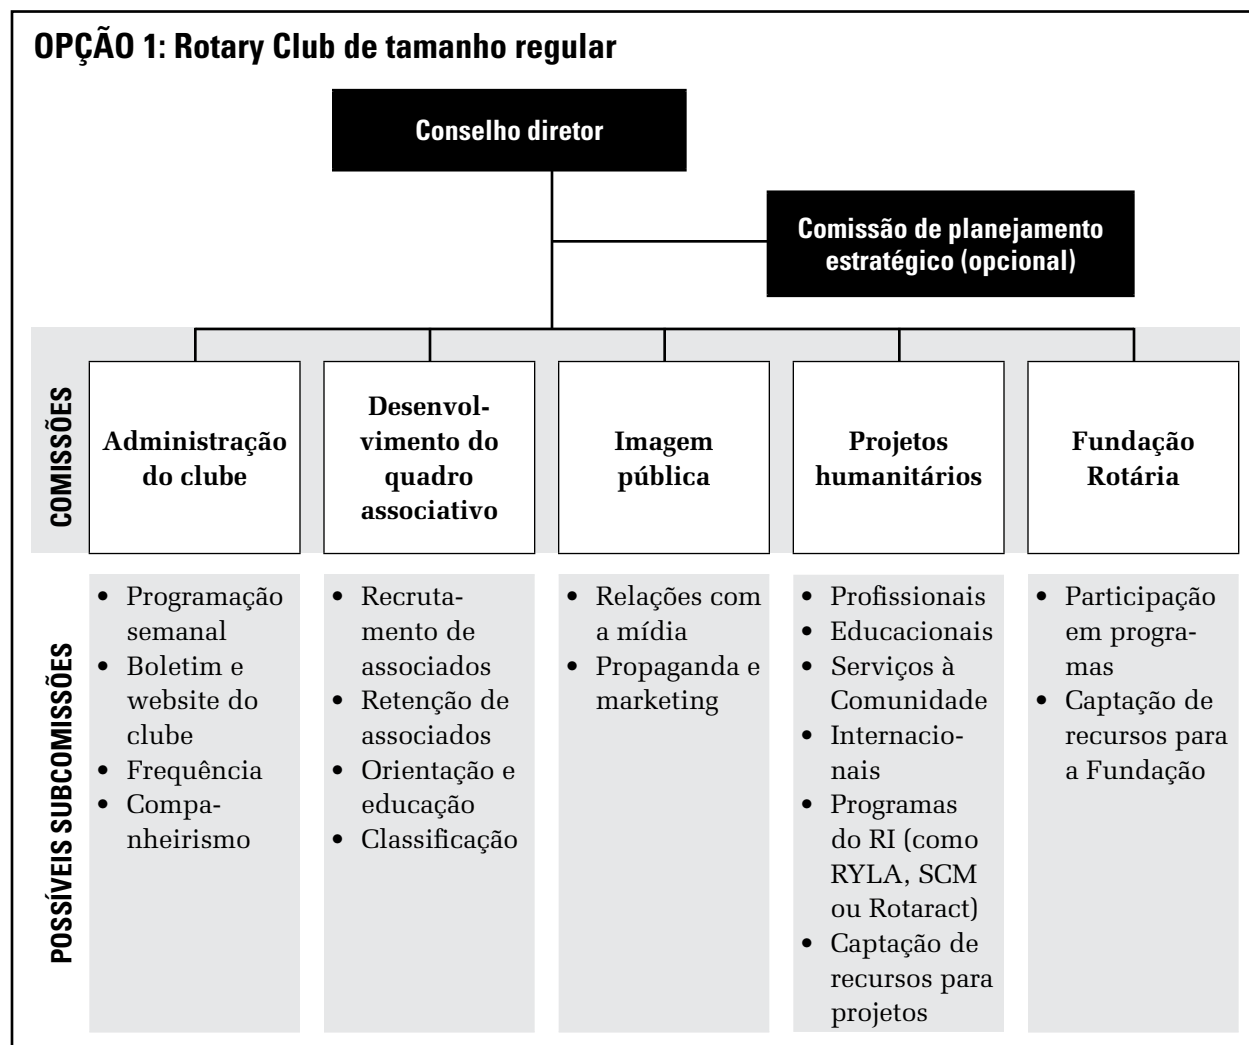 OPÇÃO 1: Rotary Club de tamanho regular
Conselho diretor
Comissão de planejamento
estratégico (opcional)
COMISSÕES
Administração
do clube
Desenvol-
vimento do
quadro
associativo
Imagem
pública
Projetos
humanitários
Fundação
Rotária
POSSÍVEIS SUBCOMISSÕES
• Programação
semanal
• Boletim e
website do
clube
• Frequência
• Compa-
nheirismo
• Recruta-
mento de
associados
• Retenção de
associados
• Orientação e
educação
• Classificação
• Relações com
a mídia
• Propaganda e
marketing
• Profissionais
• Educacionais
• Serviços à
Comunidade
• Internacio-
nais
• Programas
do RI (como
RYLA, SCM
ou Rotaract)
• Captação de
recursos para
projetos
• Participação
em progra-
mas
• Captação de
recursos para
a Fundação